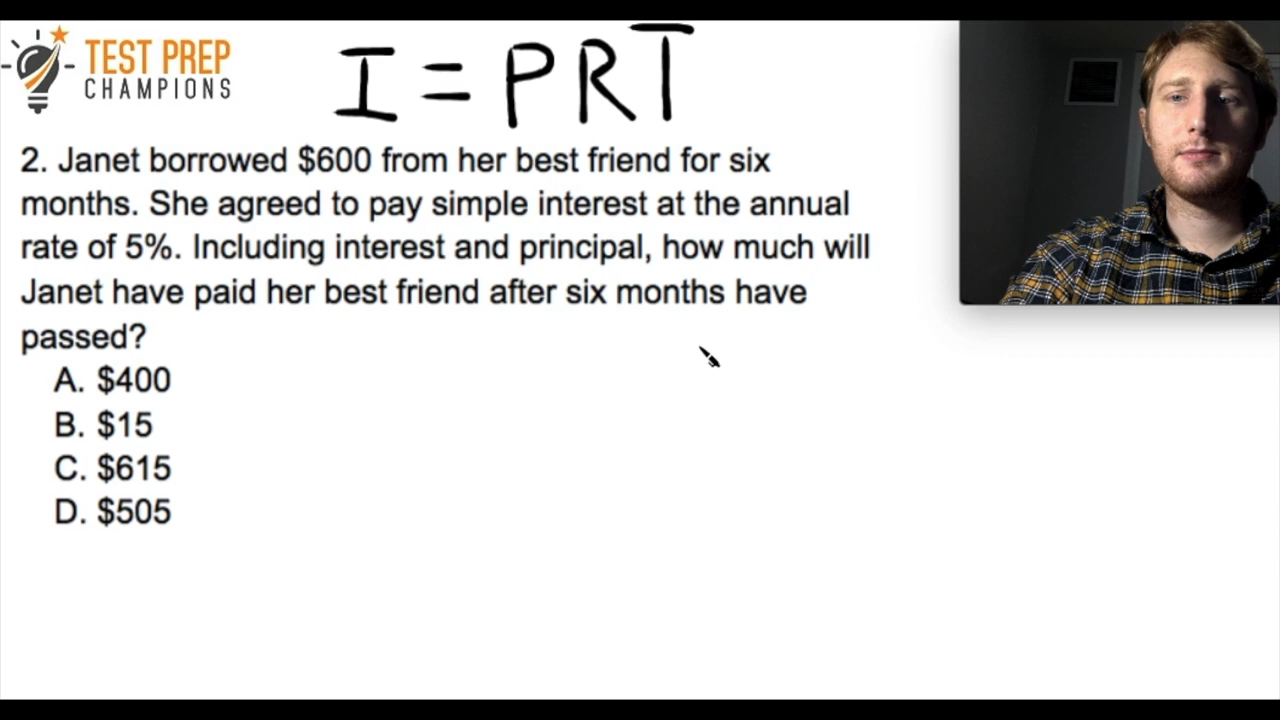 TEST PREP
CHAMPIONS
I = PRT
2. Janet borrowed $600 from her best friend for six
months. She agreed to pay simple interest at the annual
rate of 5%. Including interest and principal, how much will
Janet have paid her best friend after six months have
passed?
A. $400
B. $15
C. $615
D. $505